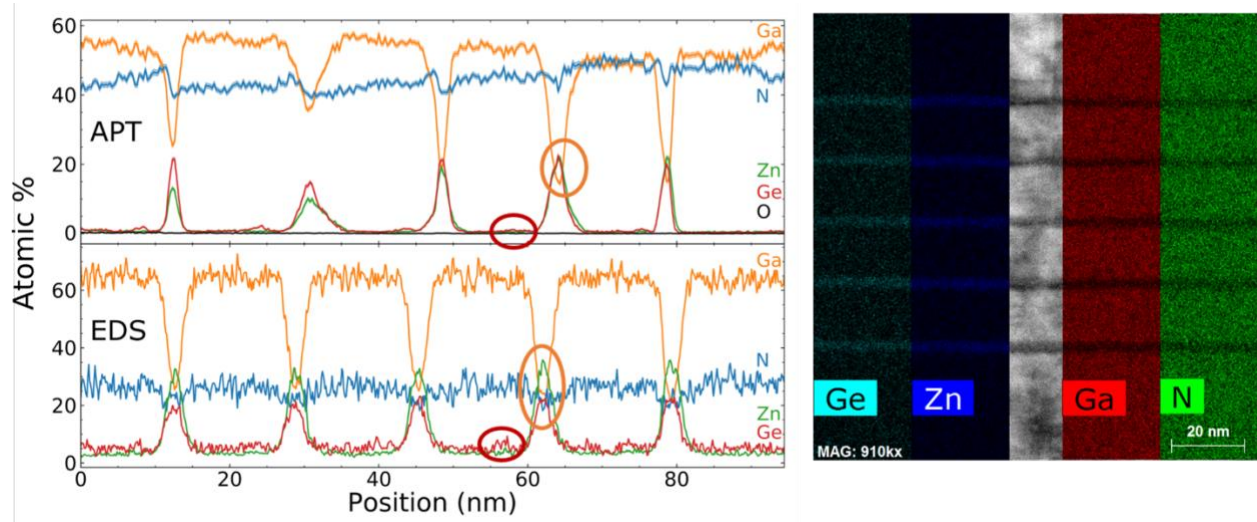 60
40
20
0
APT
Ga
N
Zn
Ge
O
Atomic %
60
40
20
0
EDS
Ga
N
Zn
Ge
0 20 40 60 80
Position (nm)
Ge Zn Ga N
MAG: 910kx
20 nm